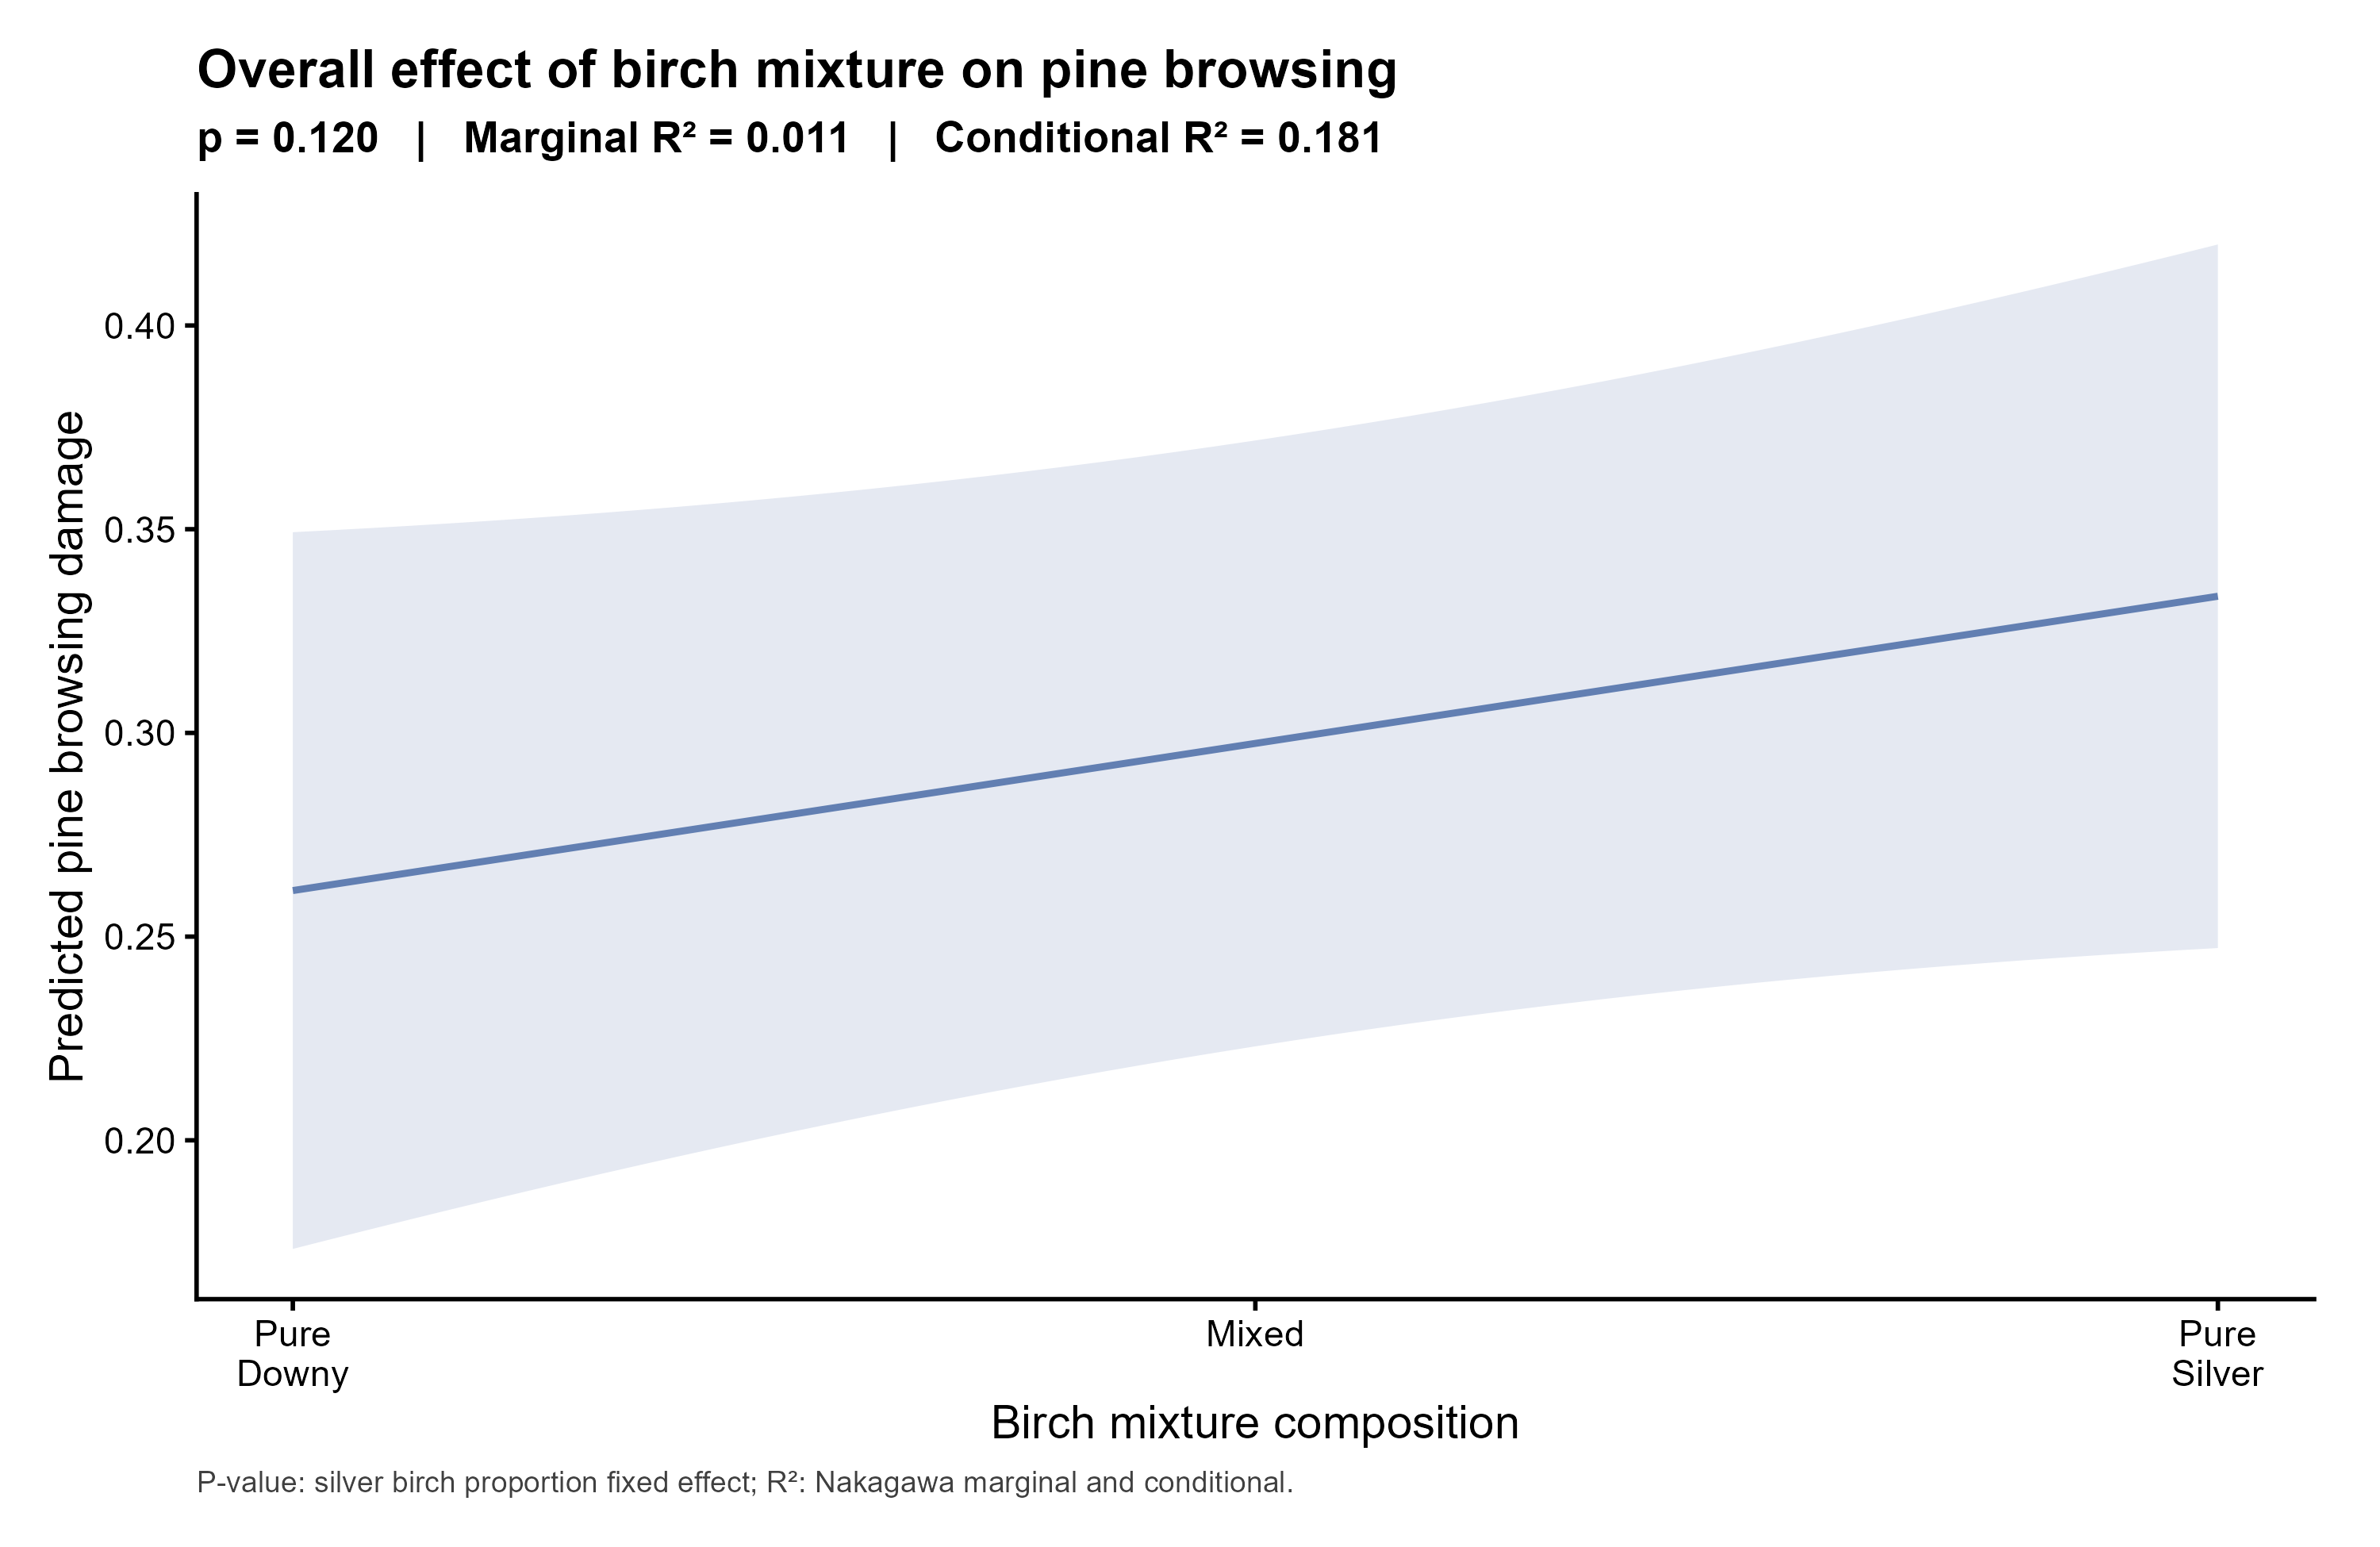 Overall effect of birch mixture on pine browsing
p = 0.120 | Marginal R² = 0.011 | Conditional R² = 0.181
Predicted pine browsing damage
0.40
0.35
0.30
0.25
0.20
Pure
Downy
Mixed
Pure
Silver
Birch mixture composition
P-value: silver birch proportion fixed effect; R²: Nakagawa marginal and conditional.